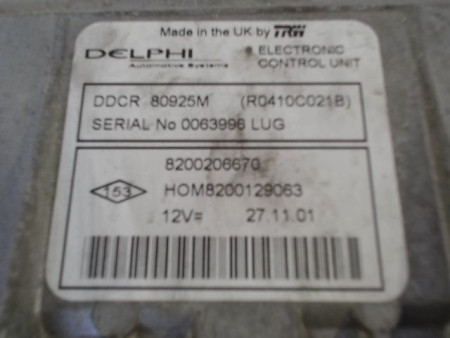 Made in the UK by TRW
DELPHI
Automotive Systems
ELECTRONIC
CONTROL UNIT
DDCR 80925M (R0410C021B)
SERIAL No 0063996 LUG
8200206670
153 HOM8200129063
12V= 27.11.01